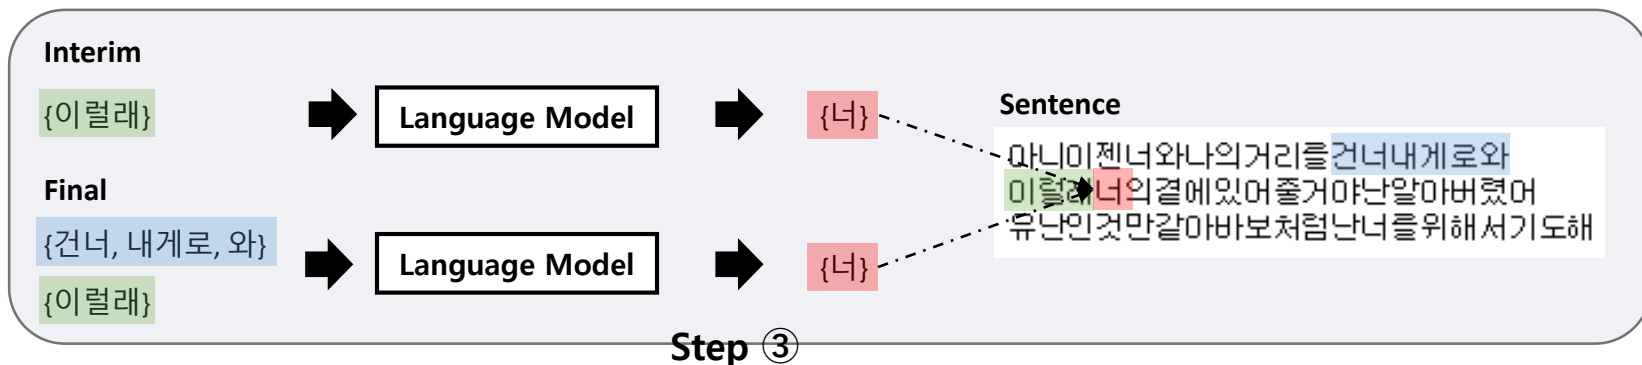 Interim
{이럴래}
Language Model
{너}
Final
{건너, 내게로, 와}
{이럴래}
Language Model
{너}
Sentence
아니이젠너와나의거리를건너내게로와
이럴래너의곁에있어줄거야난알아버렸어
유난인것만같아바보처럼난너를위해서기도해
Step ③